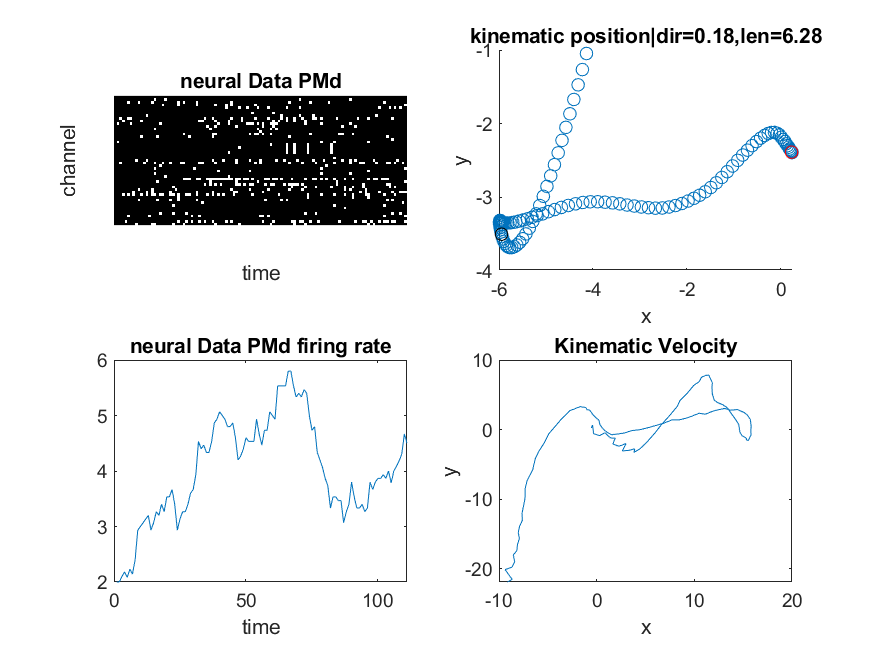 neural Data PMd
channel
time
kinematic position|dir=0.18,len=6.28
-1
-2
-3
-4
y
-6
-4
-2
0
x
neural Data PMd firing rate
6
5
4
3
2
0
50
100
time
Kinematic Velocity
10
0
-10
-20
y
-10
0
10
20
x